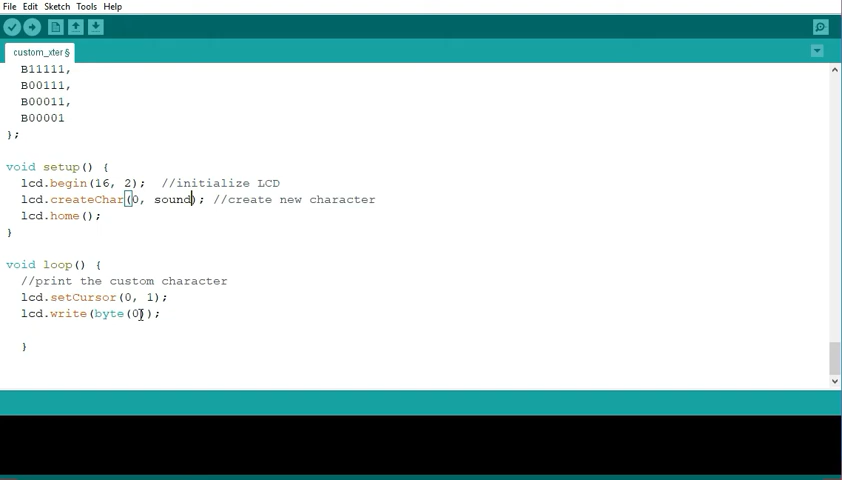 File Edit Sketch Tools Help
custom_xter §
B11111,
B00111,
B00011,
B00001
};
void setup() {
lcd.begin(16, 2); //initialize LCD
lcd.createChar(0, sound); //create new character
lcd.home();
}
void loop() {
//print the custom character
lcd.setCursor(0, 1);
lcd.write(byte(0));
}